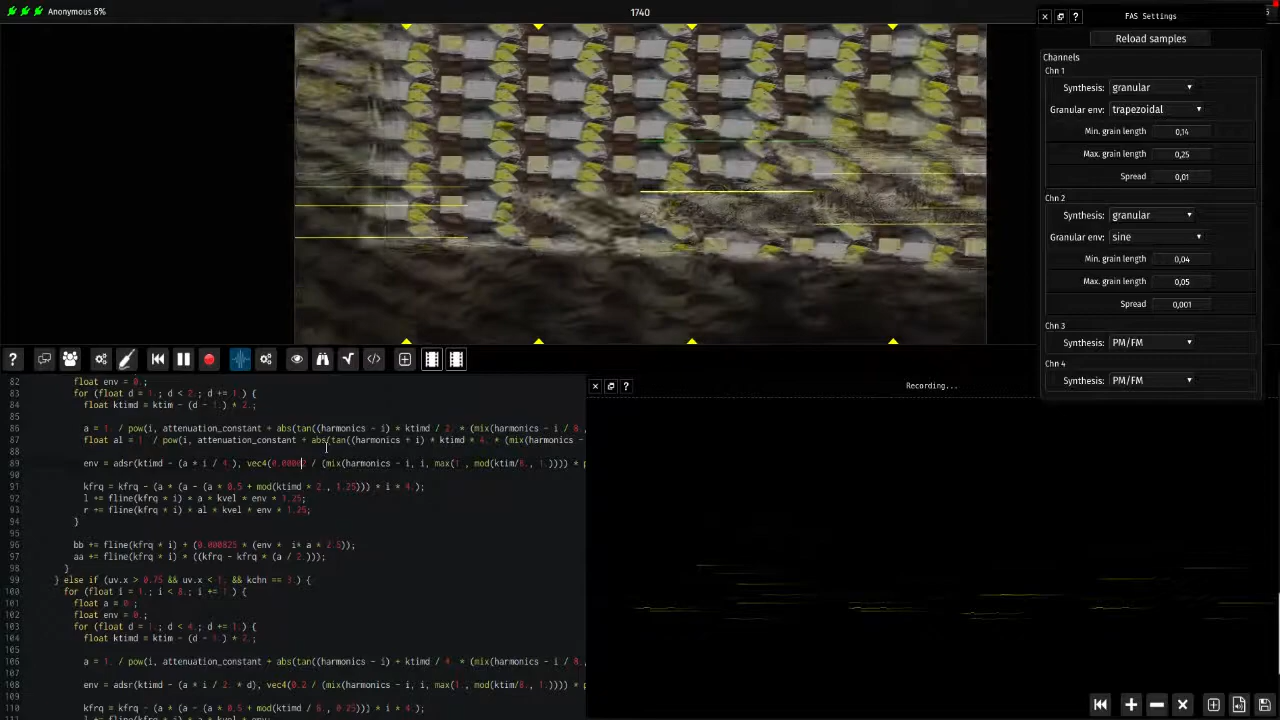 Anonymous 6%
1740
FAS Settings
Reload samples
Channels
Chn 1
Synthesis: granular
Granular env: trapezoidal
Min. grain length 0,14
Max. grain length 0,25
Spread 0,01
Chn 2
Synthesis: granular
Granular env: sine
Min. grain length 0,04
Max. grain length 0,05
Spread 0,001
Chn 3
Synthesis: PM/FM
Chn 4
Synthesis: PM/FM
Recording...
82 float env = 0.;
83 for (float d = 1.; d < 2.; d += 1.) {
84 float ktimd = ktim - (d - 1.) * 2.;
85
86 a = 1. / pow(i, attenuation_constant + abs(tan((harmonics - i) * ktimd / 2. * (mix(harmonics - i / 8.
87 float al = 1. / pow(i, attenuation_constant + abs(tan((harmonics + i) * ktimd * 4. * (mix(harmonics -
89 env = adsr(ktimd - (a * i / 4.), vec4(0.00002 / (mix(harmonics - i, i, max(1., mod(ktim/8., 1.)))) * p
90
91 kfrq = kfrq - (a * (a - (a * 0.5 + mod(ktimd * 2., 1.25))) * i * 4.);
92 l += fline(kfrq * i) * a * kvel * env * 1.25;
93 r += fline(kfrq * i) * al * kvel * env * 1.25;
94 }
95
96 bb += fline(kfrq * i) + (0.000825 * (env * i* a * 2.5));
97 aa += fline(kfrq * i) * ((kfrq - kfrq * (a / 2.)));
98 }
99 } else if (uv.x > 0.75 && uv.x < 1. && kchn == 3.) {
100 for (float i = 1.; i < 8.; i += 1.) {
101 float a = 0.;
102 float env = 0.;
103 for (float d = 1.; d < 4.; d += 1.) {
104 float ktimd = ktim - (d - 1.) * 2.;
105
106 a = 1. / pow(i, attenuation_constant + abs(tan((harmonics - i) + ktimd / 4. * (mix(harmonics - i / 8.
107
108 env = adsr(ktimd - (a * i / 2. * d), vec4(0.2 / (mix(harmonics - i, i, max(1., mod(ktim/8., 1.)))) * p
109
110 kfrq = kfrq - (a * (a * 0.5 + mod(ktimd / 8., 0.25))) * i * 4.);